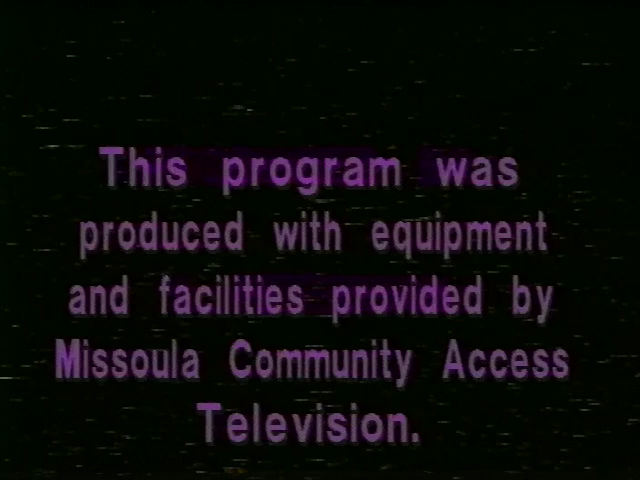 This program was
produced with equipment
and facilities provided by
Missoula Community Access
Television.